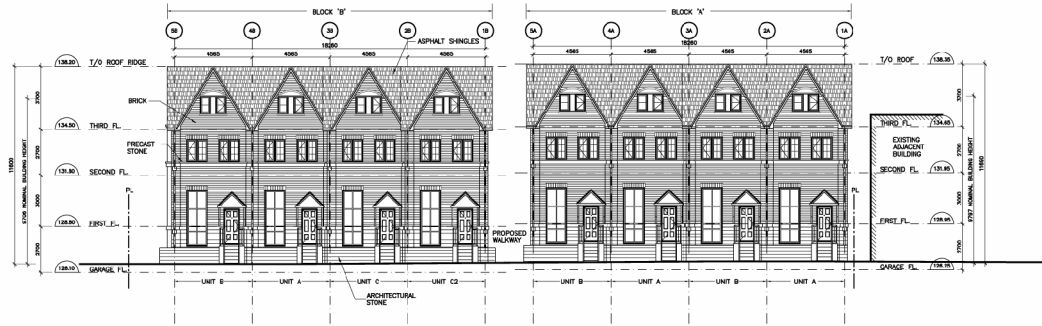 BLOCK 'B'
BLOCK 'A'
5B 4B 3B 2B 1B
5A 4A 3A 2A 1A
18260
18260
4565 4565 4565 4565
4565 4565 4565 4565
ASPHALT SHINGLES
138.20 T/O ROOF RIDGE
T/O ROOF 138.35
3700
3700
BRICK
134.50 THIRD FL.
THIRD FL. 134.65
PRECAST
STONE
EXISTING
ADJACENT
BUILDING
2700
2700
131.80 SECOND FL.
SECOND FL. 131.95
NOMINAL BUILDING HEIGHT
NOMINAL BUILDING HEIGHT
3000
3000
PL
PL
128.80 FIRST FL.
FIRST FL. 128.95
PROPOSED
WALKWAY
2700
2700
126.10 GARAGE FL.
GARAGE FL. 126.25
UNIT B UNIT A UNIT C UNIT C2
UNIT B UNIT A UNIT B UNIT A
ARCHITECTURAL
STONE